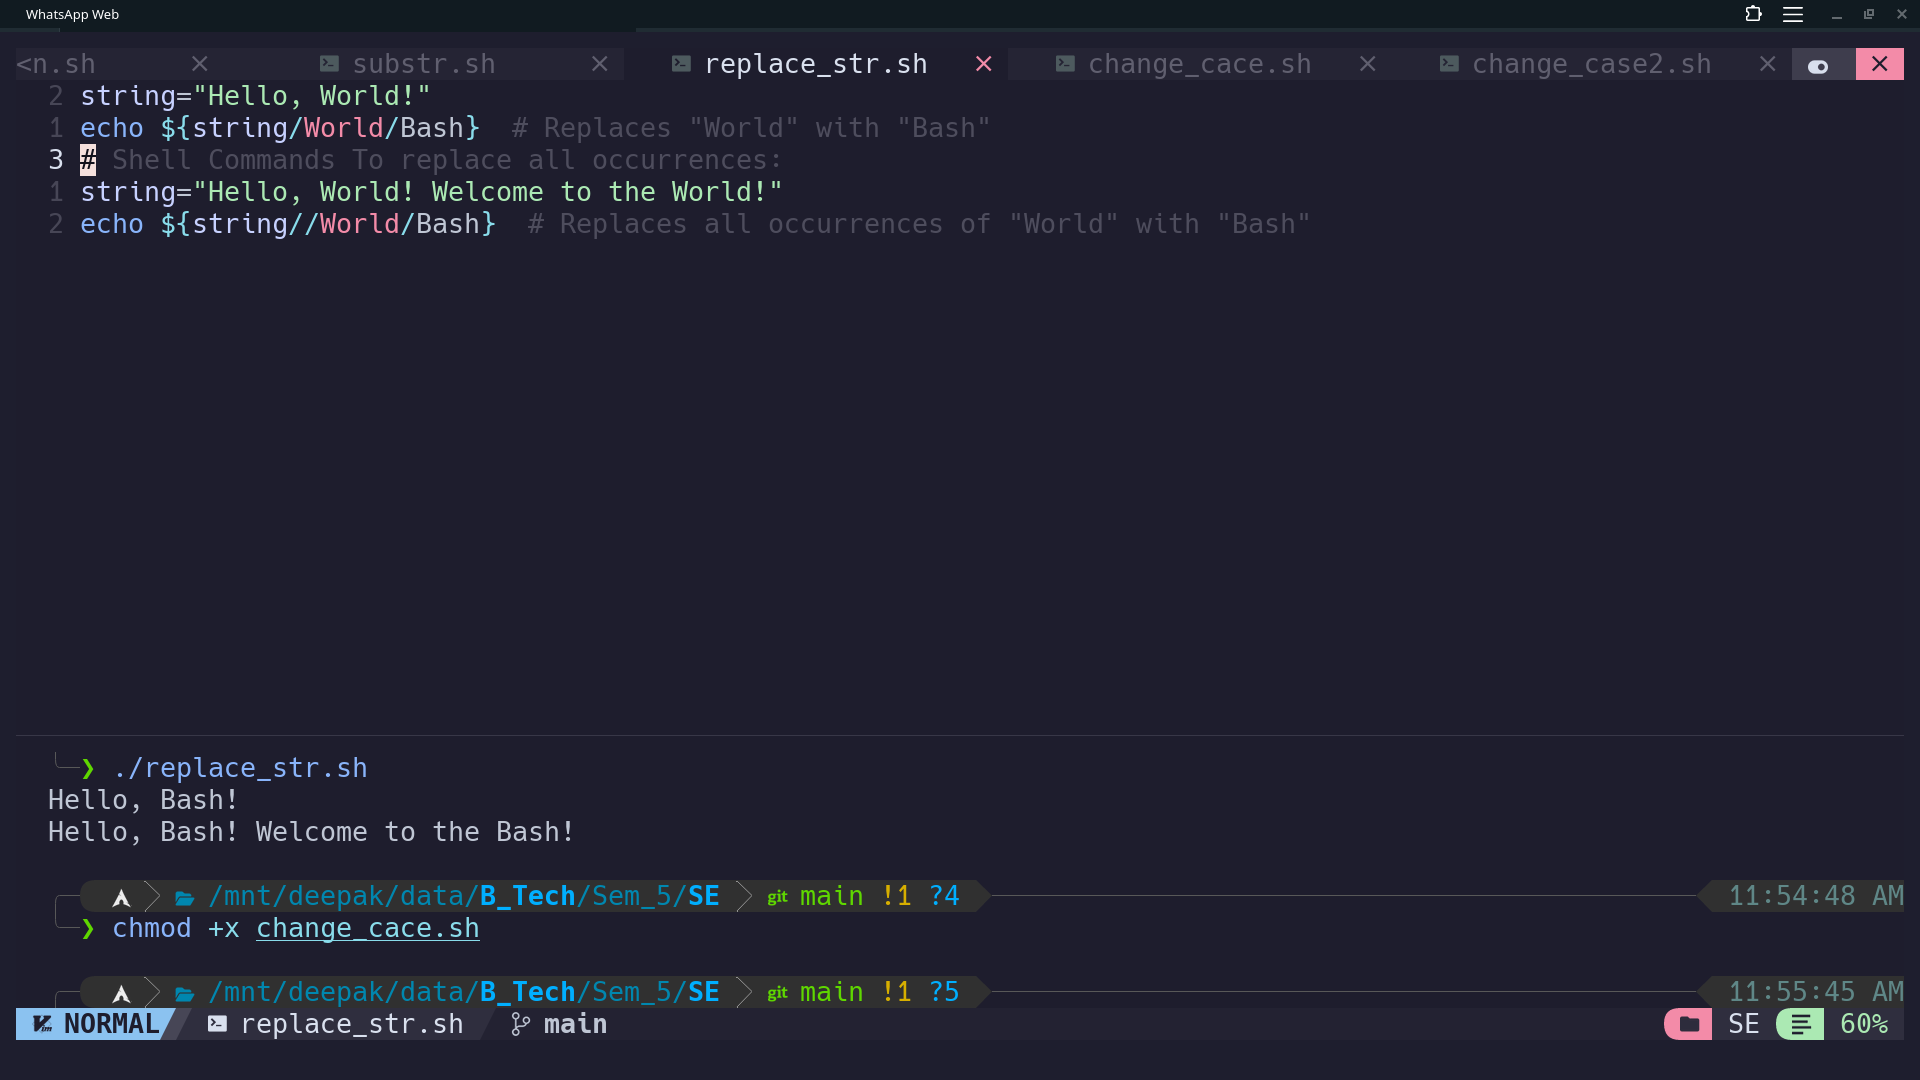 WhatsApp Web
<n.sh substr.sh replace_str.sh change_cace.sh change_case2.sh
2 string="Hello, World!"
1 echo ${string/World/Bash}  # Replaces "World" with "Bash"
3 # Shell Commands To replace all occurrences:
1 string="Hello, World! Welcome to the World!"
2 echo ${string//World/Bash}  # Replaces all occurrences of "World" with "Bash"
❯ ./replace_str.sh
Hello, Bash!
Hello, Bash! Welcome to the Bash!
/mnt/deepak/data/B_Tech/Sem_5/SE git main !1 ?4 11:54:48 AM
❯ chmod +x change_cace.sh
/mnt/deepak/data/B_Tech/Sem_5/SE git main !1 ?5 11:55:45 AM
NORMAL replace_str.sh main SE 60%